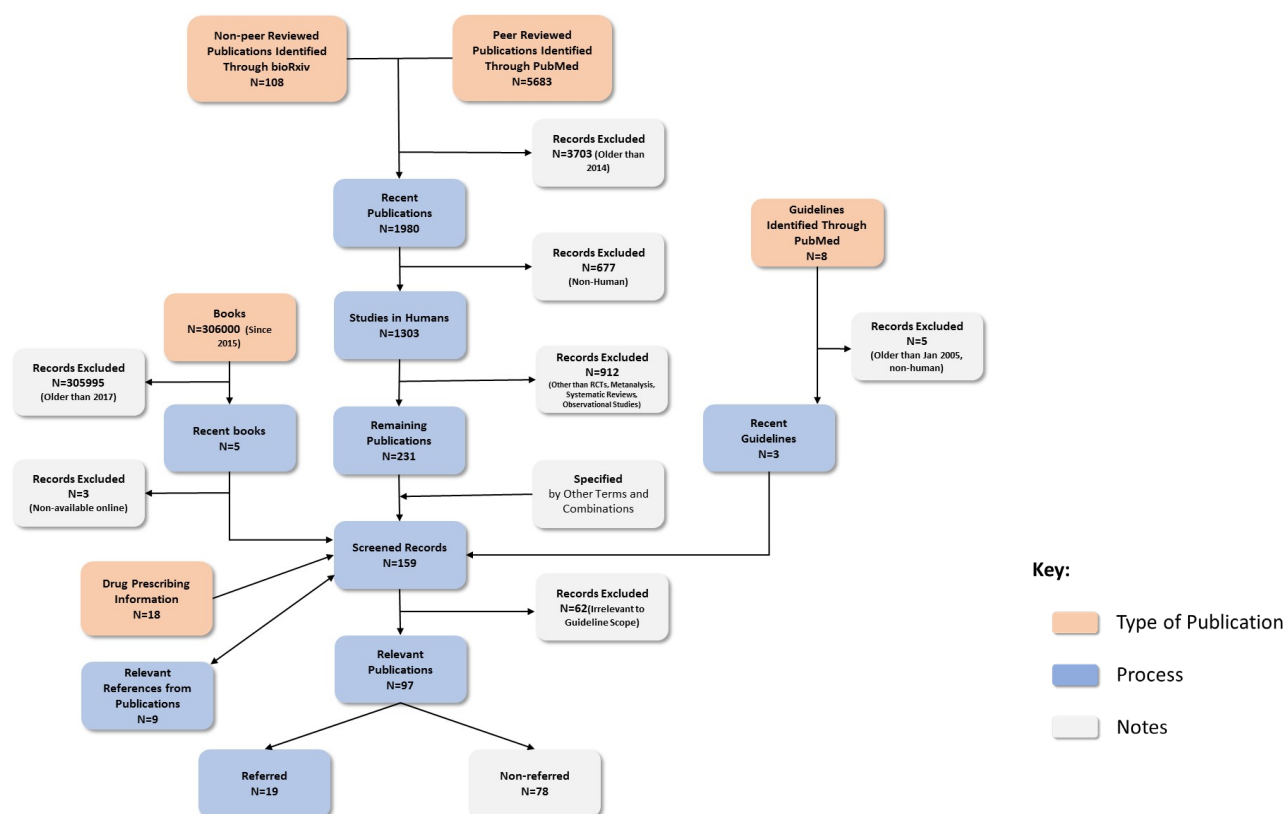 Non-peer Reviewed
Publications Identified
Through bioRxiv
N=108
Peer Reviewed
Publications Identified
Through PubMed
N=5683
Records Excluded
N=3703 (Older than
2014)
Recent
Publications
N=1980
Guidelines
Identified Through
PubMed
N=8
Records Excluded
N=677
(Non-Human)
Books
N=306000 (Since
2015)
Studies in Humans
N=1303
Records Excluded
N=5
(Older than Jan 2005,
non-human)
Records Excluded
N=305995
(Older than 2017)
Records Excluded
N=912
(Other than RCTs, Metanalysis,
Systematic Reviews,
Observational Studies)
Recent books
N=5
Remaining
Publications
N=231
Recent
Guidelines
N=3
Records Excluded
N=3
(Non-available online)
Specified
by Other Terms and
Combinations
Screened Records
N=159
Drug Prescribing
Information
N=18
Records Excluded
N=62(Irrelevant to
Guideline Scope)
Relevant
References from
Publications
N=9
Relevant
Publications
N=97
Referred
N=19
Non-referred
N=78
Key:
Type of Publication
Process
Notes